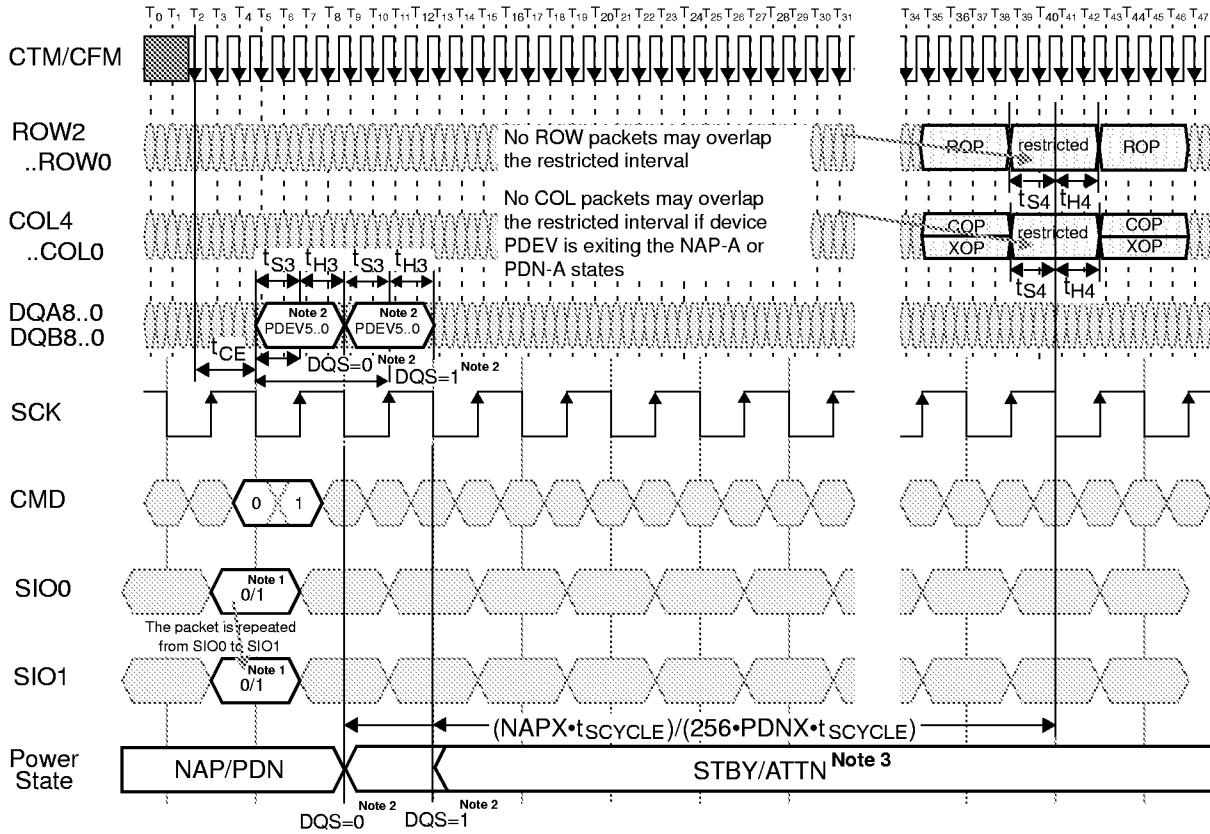 T0 T1 T2 T3 T4 T5 T6 T7 T8 T9 T10 T11 T12 T13 T14 T15 T16 T17 T18 T19 T20 T21 T22 T23 T24 T25 T26 T27 T28 T29 T30 T31 T34 T35 T36 T37 T38 T39 T40 T41 T42 T43 T44 T45 T46 T47
CTM/CFM
ROW2
..ROW0
No ROW packets may overlap
the restricted interval
ROP restricted ROP
tS4 tH4
COL4
..COL0
No COL packets may overlap
the restricted interval if device
PDEV is exiting the NAP-A or
PDN-A states
COP restricted COP
XOP XOP
tS4 tH4
tS3 tH3 tS3 tH3
DQA8..0
DQB8..0
Note 2 Note 2
PDEV5..0 PDEV5..0
tCE
DQS=0 Note 2 DQS=1 Note 2
SCK
CMD
0 1
SIO0
Note 1
0/1
The packet is repeated
from SIO0 to SIO1
SIO1
Note 1
0/1
(NAPX•tSCYCLE)/(256•PDNX•tSCYCLE)
Power
State
NAP/PDN STBY/ATTN Note 3
DQS=0 Note 2 DQS=1 Note 2